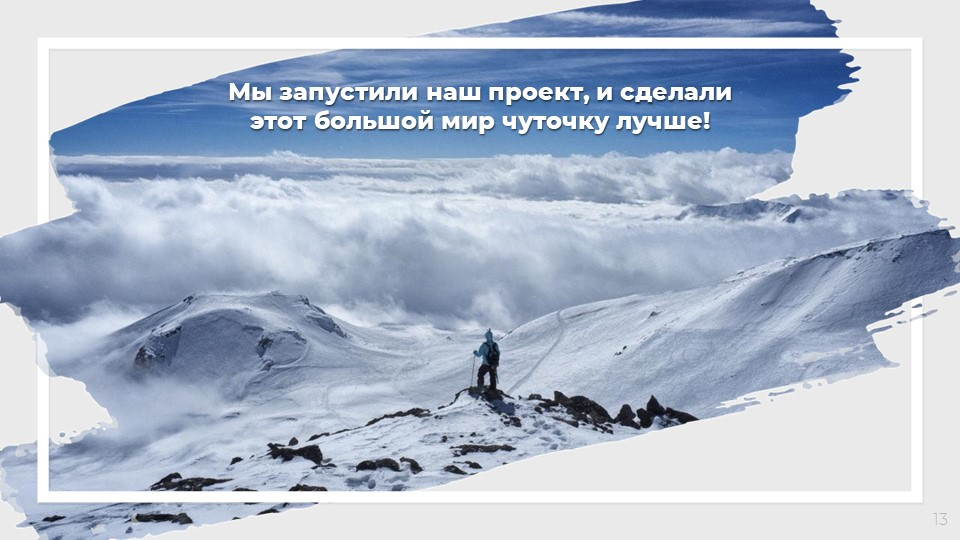 Мы запустили наш проект, и сделали
этот большой мир чуточку лучше!
13